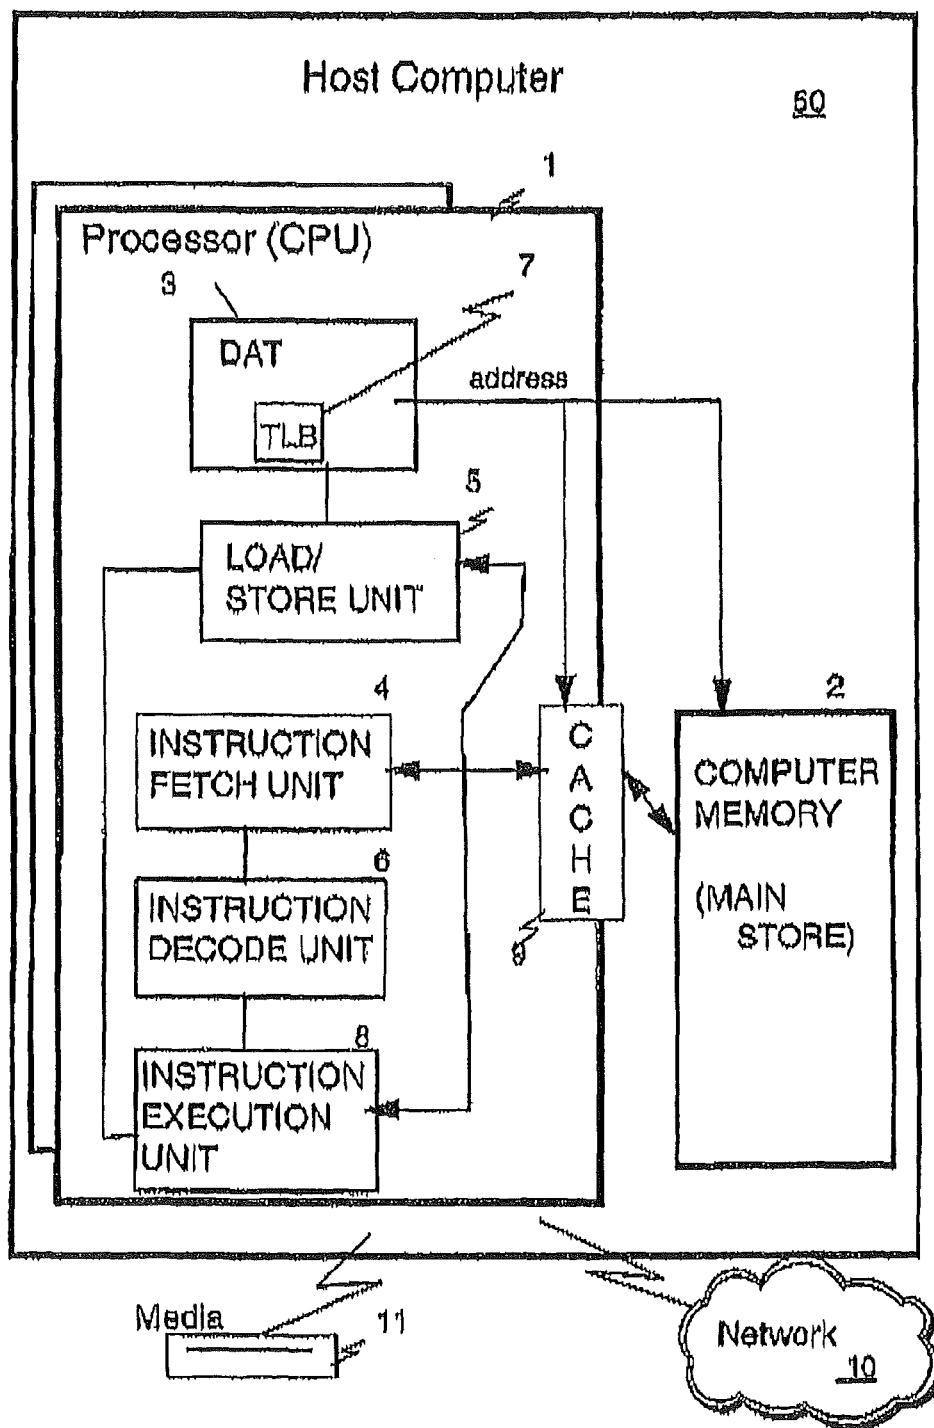 Host Computer
50
1
Processor (CPU)
3
7
DAT
address
TLB
5
LOAD/
STORE UNIT
4
2
INSTRUCTION
FETCH UNIT
C
A
C
H
E
COMPUTER
MEMORY
(MAIN
STORE)
6
INSTRUCTION
DECODE UNIT
9
8
INSTRUCTION
EXECUTION
UNIT
Media
11
Network
10